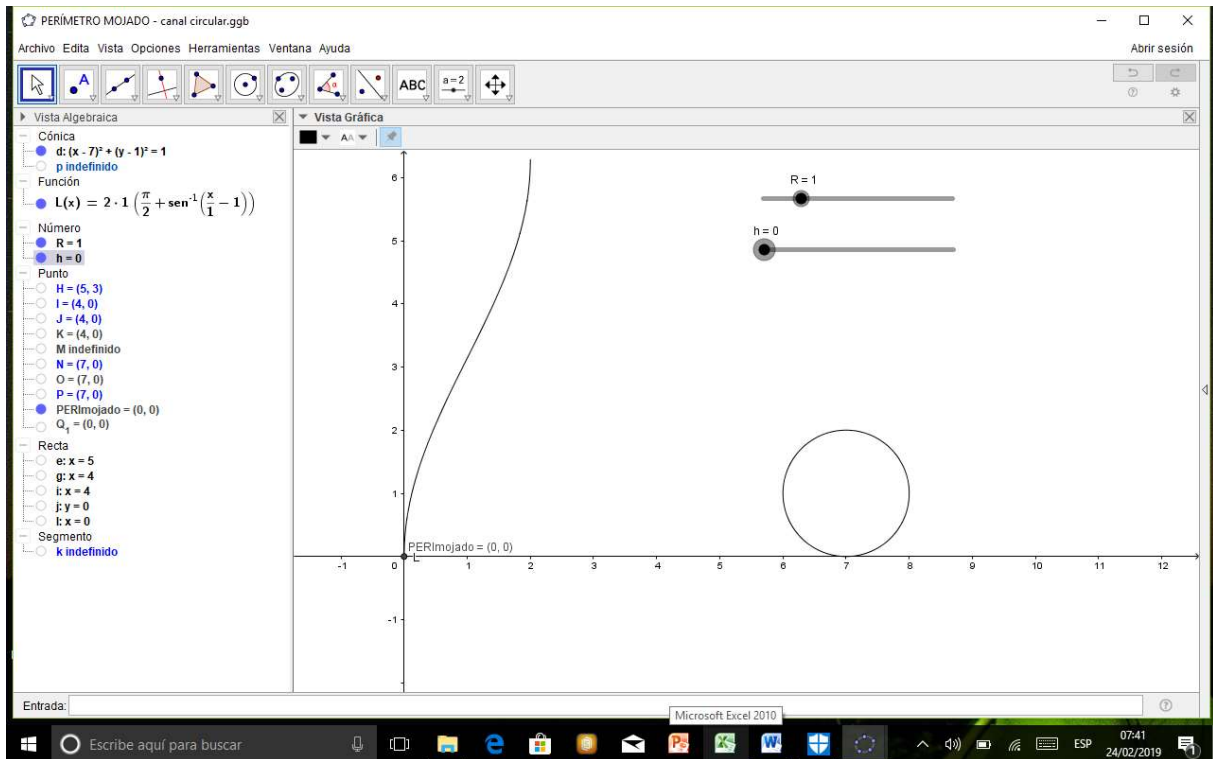 PERÍMETRO MOJADO - canal circular.ggb
Archivo Edita Vista Opciones Herramientas Ventana Ayuda Abrir sesión
A ABC a=2
Vista Algebraica
Cónica
d: (x - 7)² + (y - 1)² = 1
p indefinido
Función
L(x) = 2 · 1 (π/2 + sen⁻¹(x/1 − 1))
Número
R = 1
h = 0
Punto
H = (5, 3)
I = (4, 0)
J = (4, 0)
K = (4, 0)
M indefinido
N = (7, 0)
O = (7, 0)
P = (7, 0)
PERImojado = (0, 0)
Q₁ = (0, 0)
Recta
e: x = 5
g: x = 4
i: x = 4
j: y = 0
l: x = 0
Segmento
k indefinido
Vista Gráfica
AA
R = 1
h = 0
6
5
4
3
2
1
PERImojado = (0, 0)
L
-1 0 1 2 3 4 5 6 7 8 9 10 11 12
-1
Entrada:
Microsoft Excel 2010
Escribe aquí para buscar
ESP
07:41
24/02/2019